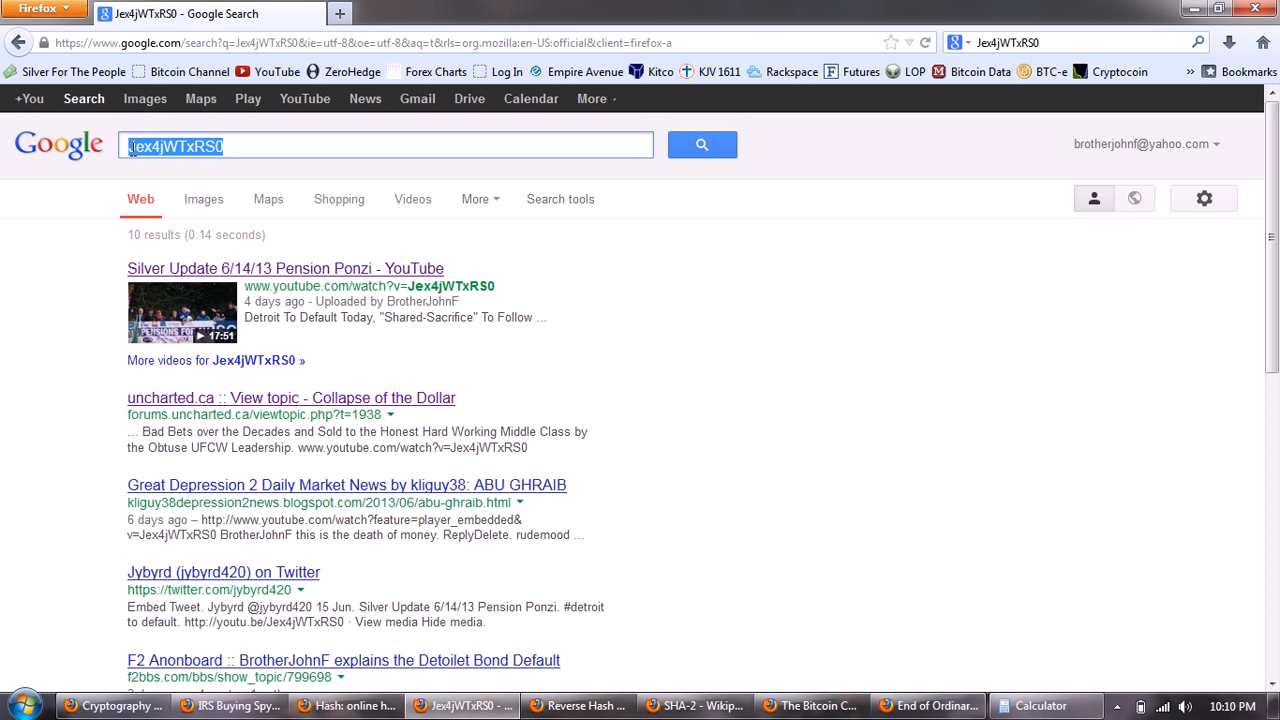 Firefox
Jex4jWTxRS0 - Google Search
https://www.google.com/search?q=Jex4jWTxRS0&ie=utf-8&oe=utf-8&aq=t&rls=org.mozilla:en-US:official&client=firefox-a
Jex4jWTxRS0
Silver For The People Bitcoin Channel YouTube ZeroHedge Forex Charts Log In Empire Avenue Kitco KJV 1611 Rackspace Futures LOP Bitcoin Data BTC-e Cryptocoin » Bookmarks
+You Search Images Maps Play YouTube News Gmail Drive Calendar More
Google
Jex4jWTxRS0
brotherjohnf@yahoo.com
Web Images Maps Shopping Videos More Search tools
10 results (0.14 seconds)
Silver Update 6/14/13 Pension Ponzi - YouTube
www.youtube.com/watch?v=Jex4jWTxRS0
4 days ago - Uploaded by BrotherJohnF
Detroit To Default Today, "Shared-Sacrifice" To Follow ...
17:51
More videos for Jex4jWTxRS0 »
uncharted.ca :: View topic - Collapse of the Dollar
forums.uncharted.ca/viewtopic.php?t=1938
... Bad Bets over the Decades and Sold to the Honest Hard Working Middle Class by
the Obtuse UFCW Leadership. www.youtube.com/watch?v=Jex4jWTxRS0
Great Depression 2 Daily Market News by kliguy38: ABU GHRAIB
kliguy38depression2news.blogspot.com/2013/06/abu-ghraib.html
6 days ago – http://www.youtube.com/watch?feature=player_embedded&
v=Jex4jWTxRS0 BrotherJohnF this is the death of money. ReplyDelete. rudemood ...
Jybyrd (jybyrd420) on Twitter
https://twitter.com/jybyrd420
Embed Tweet. Jybyrd @jybyrd420 15 Jun. Silver Update 6/14/13 Pension Ponzi. #detroit
to default. http://youtu.be/Jex4jWTxRS0 · View media Hide media.
F2 Anonboard :: BrotherJohnF explains the Detoilet Bond Default
f2bbs.com/bbs/show_topic/799698
Cryptography ... IRS Buying Spy... Hash: online h... Jex4jWTxRS0 - ... Reverse Hash ... SHA-2 - Wikip... The Bitcoin C... End of Ordinar... Calculator 10:10 PM